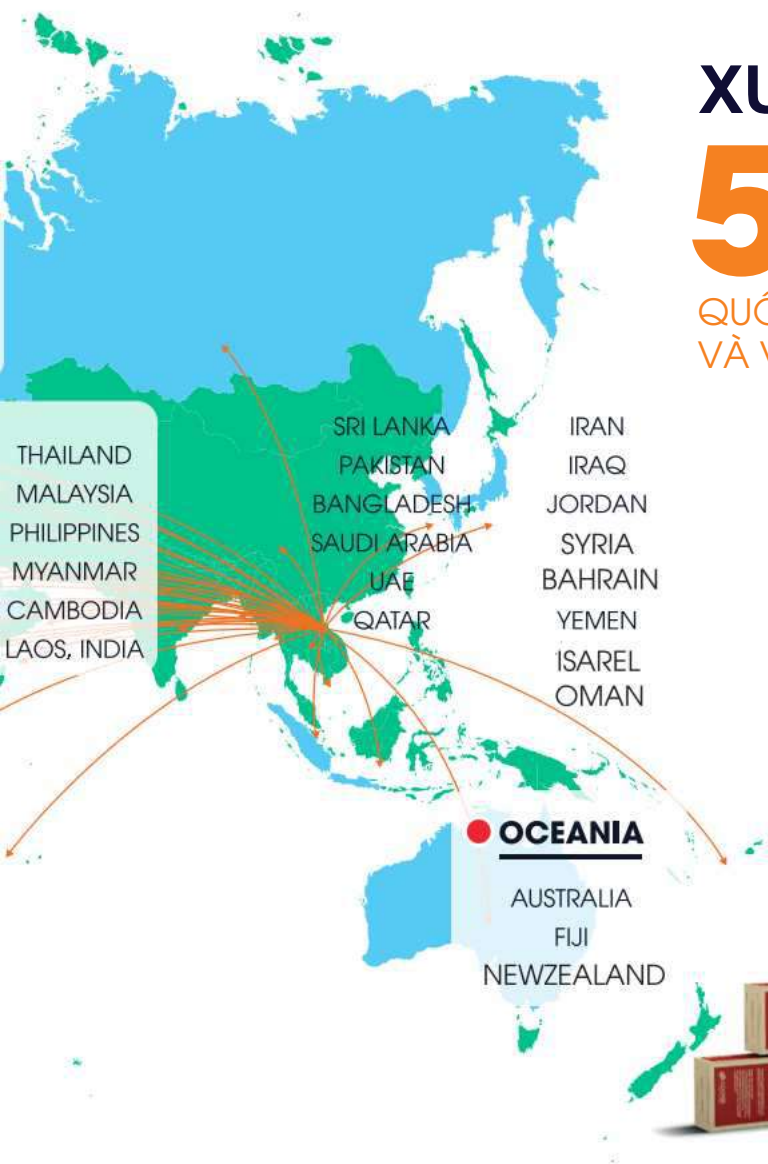 XU
5
QUỐ
VÀ V
THAILAND
MALAYSIA
PHILIPPINES
MYANMAR
CAMBODIA
LAOS, INDIA
SRI LANKA
PAKISTAN
BANGLADESH
SAUDI ARABIA
UAE
QATAR
IRAN
IRAQ
JORDAN
SYRIA
BAHRAIN
YEMEN
ISAREL
OMAN
OCEANIA
AUSTRALIA
FIJI
NEWZEALAND